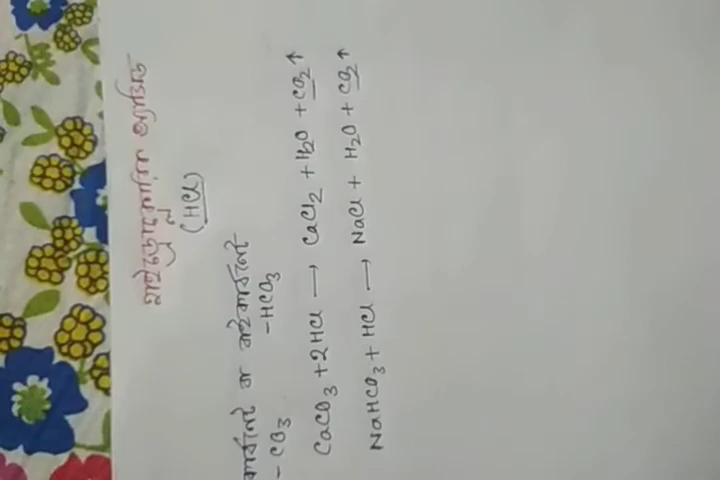 হাইড্রোক্লোরিক অ্যাসিড
(HCl)
কার্বনেট বা বাইকার্বনেট
-CO3 -HCO3
CaCO3 + 2HCl → CaCl2 + H2O + CO2↑
NaHCO3 + HCl → NaCl + H2O + CO2↑